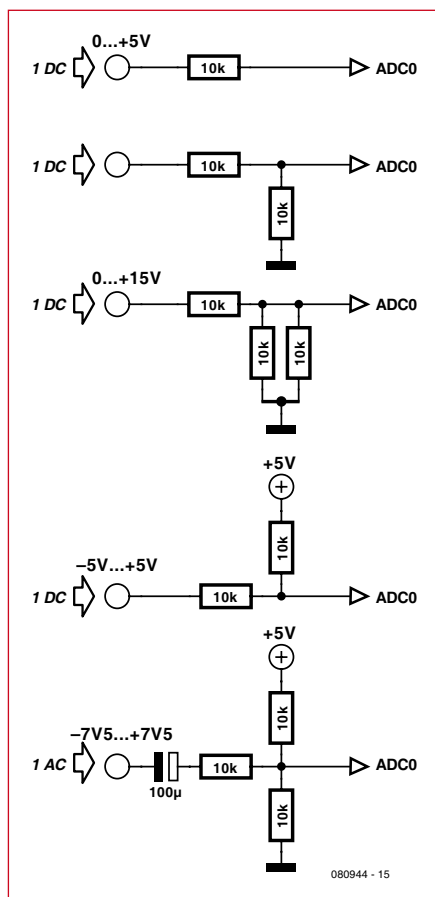 0...+5V
1 DC 10k ADC0
1 DC 10k ADC0
10k
0...+15V
1 DC 10k ADC0
10k 10k
+5V
10k
–5V...+5V
1 DC 10k ADC0
+5V
10k
–7V5...+7V5
1 AC 10k ADC0
100µ
10k
080944 - 15